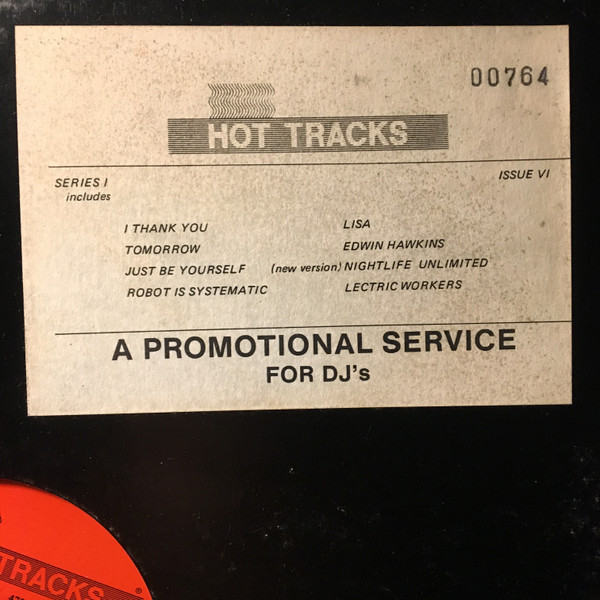 00764
HOT TRACKS
SERIES I
includes
ISSUE VI
I THANK YOU LISA
TOMORROW EDWIN HAWKINS
JUST BE YOURSELF (new version) NIGHTLIFE UNLIMITED
ROBOT IS SYSTEMATIC LECTRIC WORKERS
A PROMOTIONAL SERVICE
FOR DJ's
TRACKS